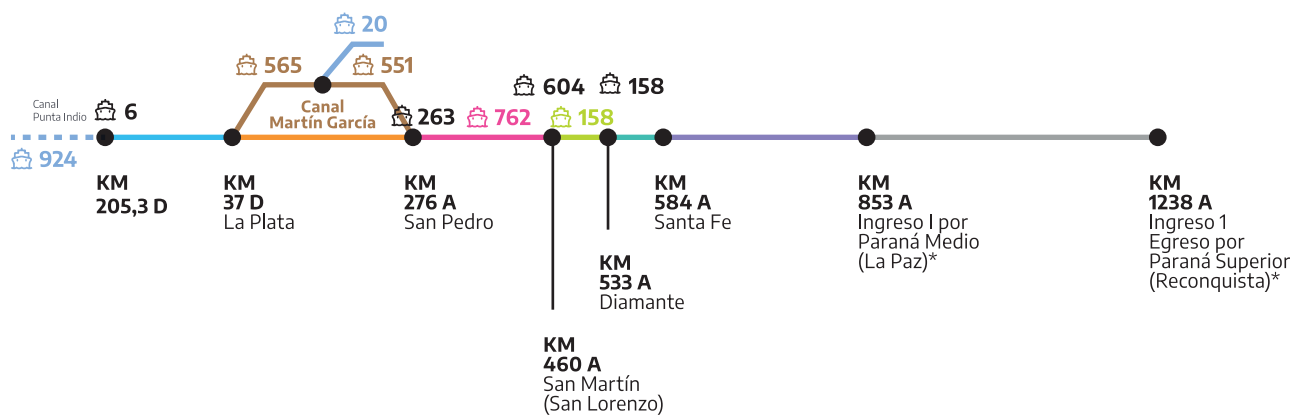 20
565
551
604
158
Canal
Punta Indio
6
Canal
Martín García
263
762
158
924
KM
205,3 D
KM
37 D
La Plata
KM
276 A
San Pedro
KM
460 A
San Martín
(San Lorenzo)
KM
533 A
Diamante
KM
584 A
Santa Fe
KM
853 A
Ingreso I por
Paraná Medio
(La Paz)*
KM
1238 A
Ingreso 1
Egreso por
Paraná Superior
(Reconquista)*